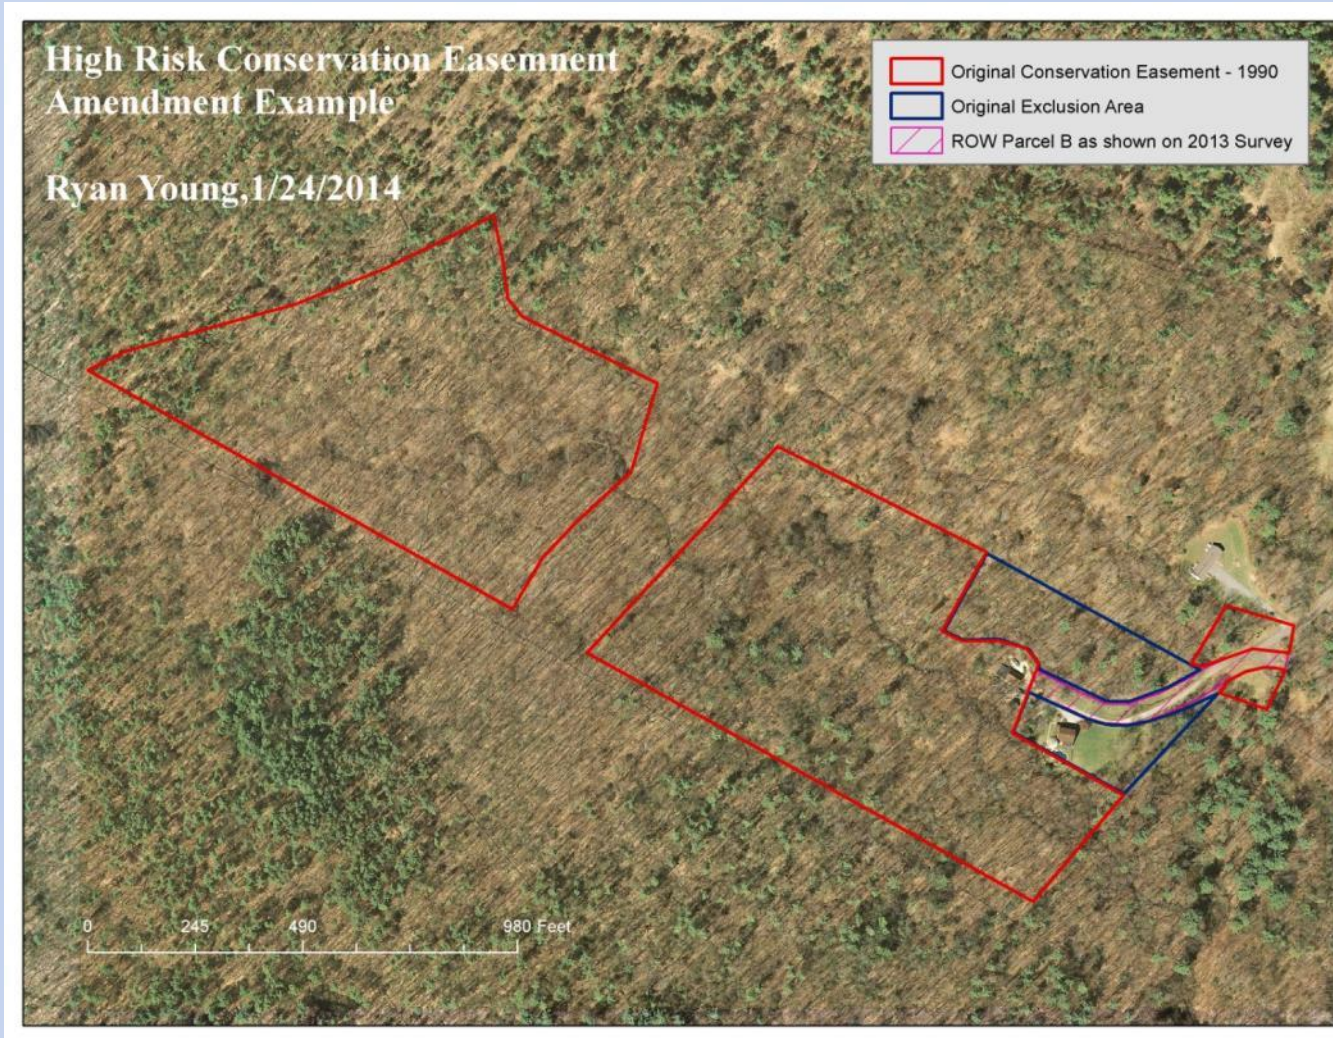 High Risk Conservation Easemnent
Amendment Example
Ryan Young,1/24/2014
Original Conservation Easement - 1990
Original Exclusion Area
ROW Parcel B as shown on 2013 Survey
0 245 490 980 Feet